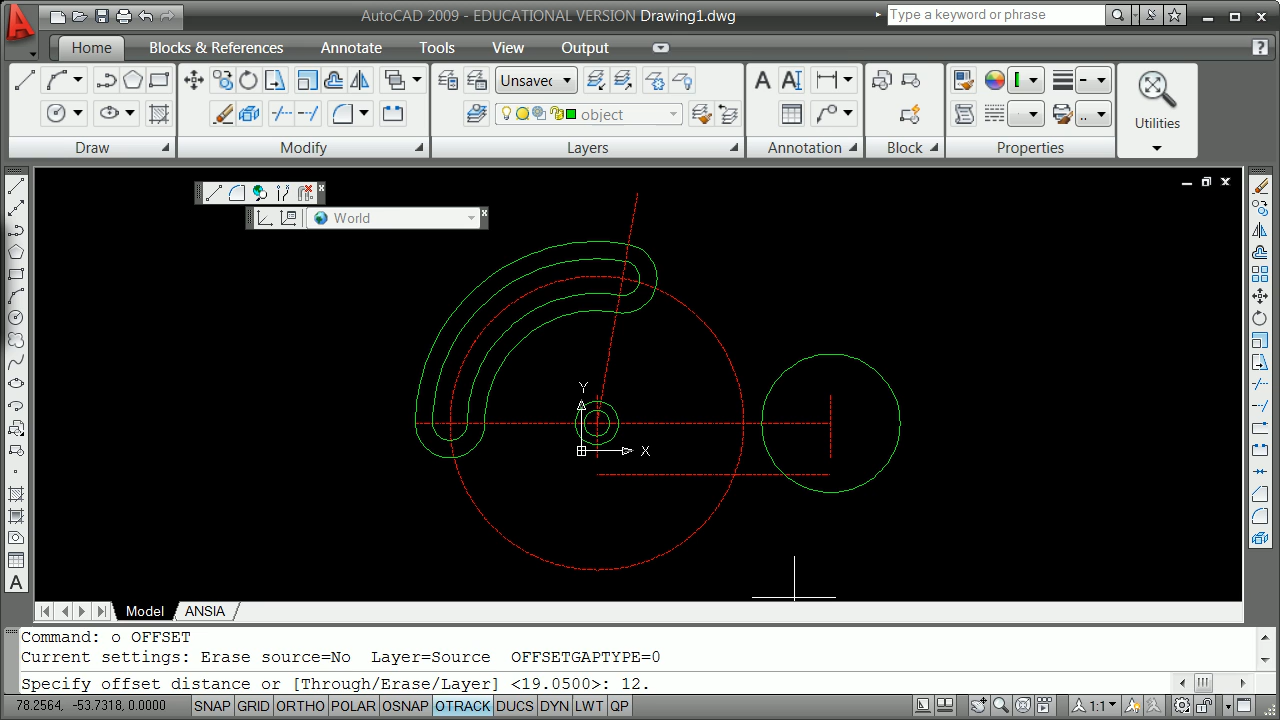 AutoCAD 2009 - EDUCATIONAL VERSION Drawing1.dwg
Type a keyword or phrase
Home Blocks & References Annotate Tools View Output
Unsaved
object
Utilities
Draw Modify Layers Annotation Block Properties
World
Y
X
Model ANSIA
Command: o OFFSET
Current settings: Erase source=No Layer=Source OFFSETGAPTYPE=0
Specify offset distance or [Through/Erase/Layer] <19.0500>: 12.
78.2564, -53.7318, 0.0000 SNAP GRID ORTHO POLAR OSNAP OTRACK DUCS DYN LWT QP 1:1